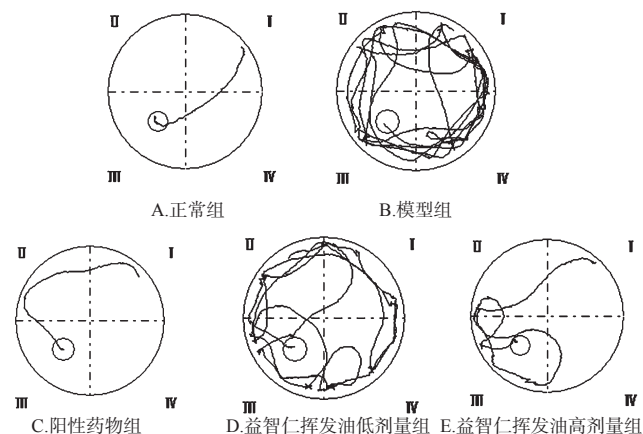 Ⅱ Ⅰ Ⅱ Ⅰ
Ⅲ Ⅳ Ⅲ Ⅳ
A.正常组 B.模型组
Ⅱ Ⅰ Ⅱ Ⅰ Ⅱ Ⅰ
Ⅲ Ⅳ Ⅲ Ⅳ Ⅲ Ⅳ
C.阳性药物组 D.益智仁挥发油低剂量组 E.益智仁挥发油高剂量组